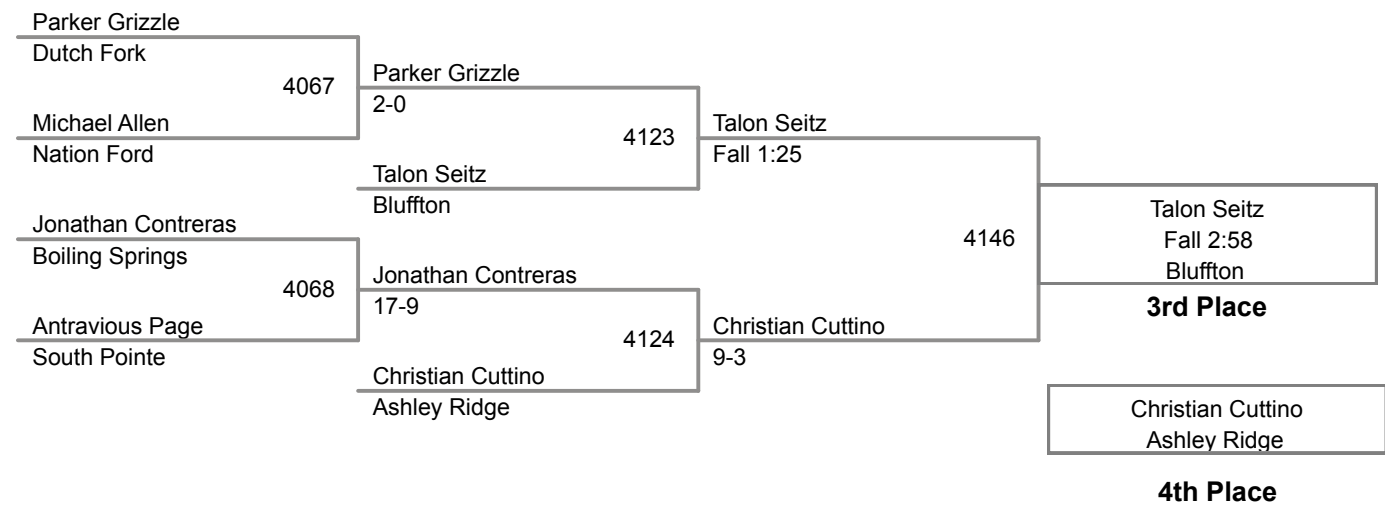 Parker Grizzle
Dutch Fork
4067
Michael Allen
Nation Ford
Jonathan Contreras
Boiling Springs
4068
Antravious Page
South Pointe
Parker Grizzle
2-0
4123
Talon Seitz
Bluffton
Jonathan Contreras
17-9
4124
Christian Cuttino
Ashley Ridge
Talon Seitz
Fall 1:25
4146
Christian Cuttino
9-3
Talon Seitz
Fall 2:58
Bluffton
3rd Place
Christian Cuttino
Ashley Ridge
4th Place